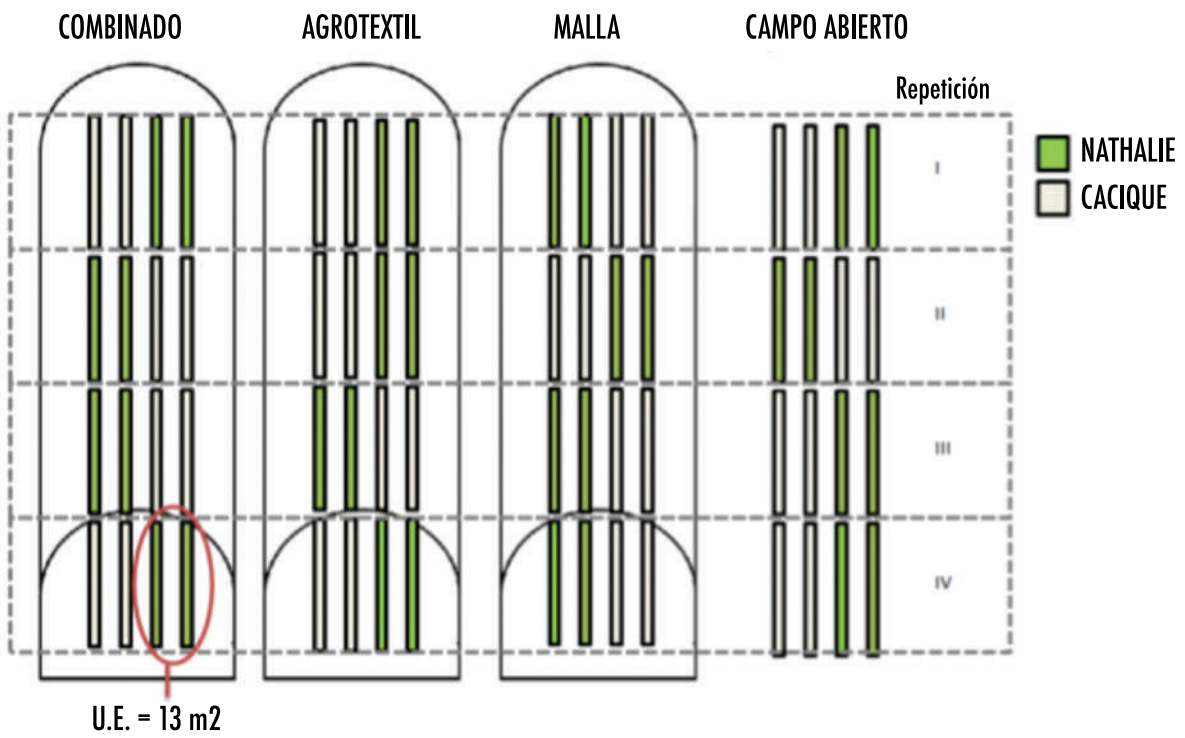 COMBINADO AGROTEXTIL MALLA CAMPO ABIERTO
Repetición
I
NATHALIE
CACIQUE
II
III
IV
U.E. = 13 m2